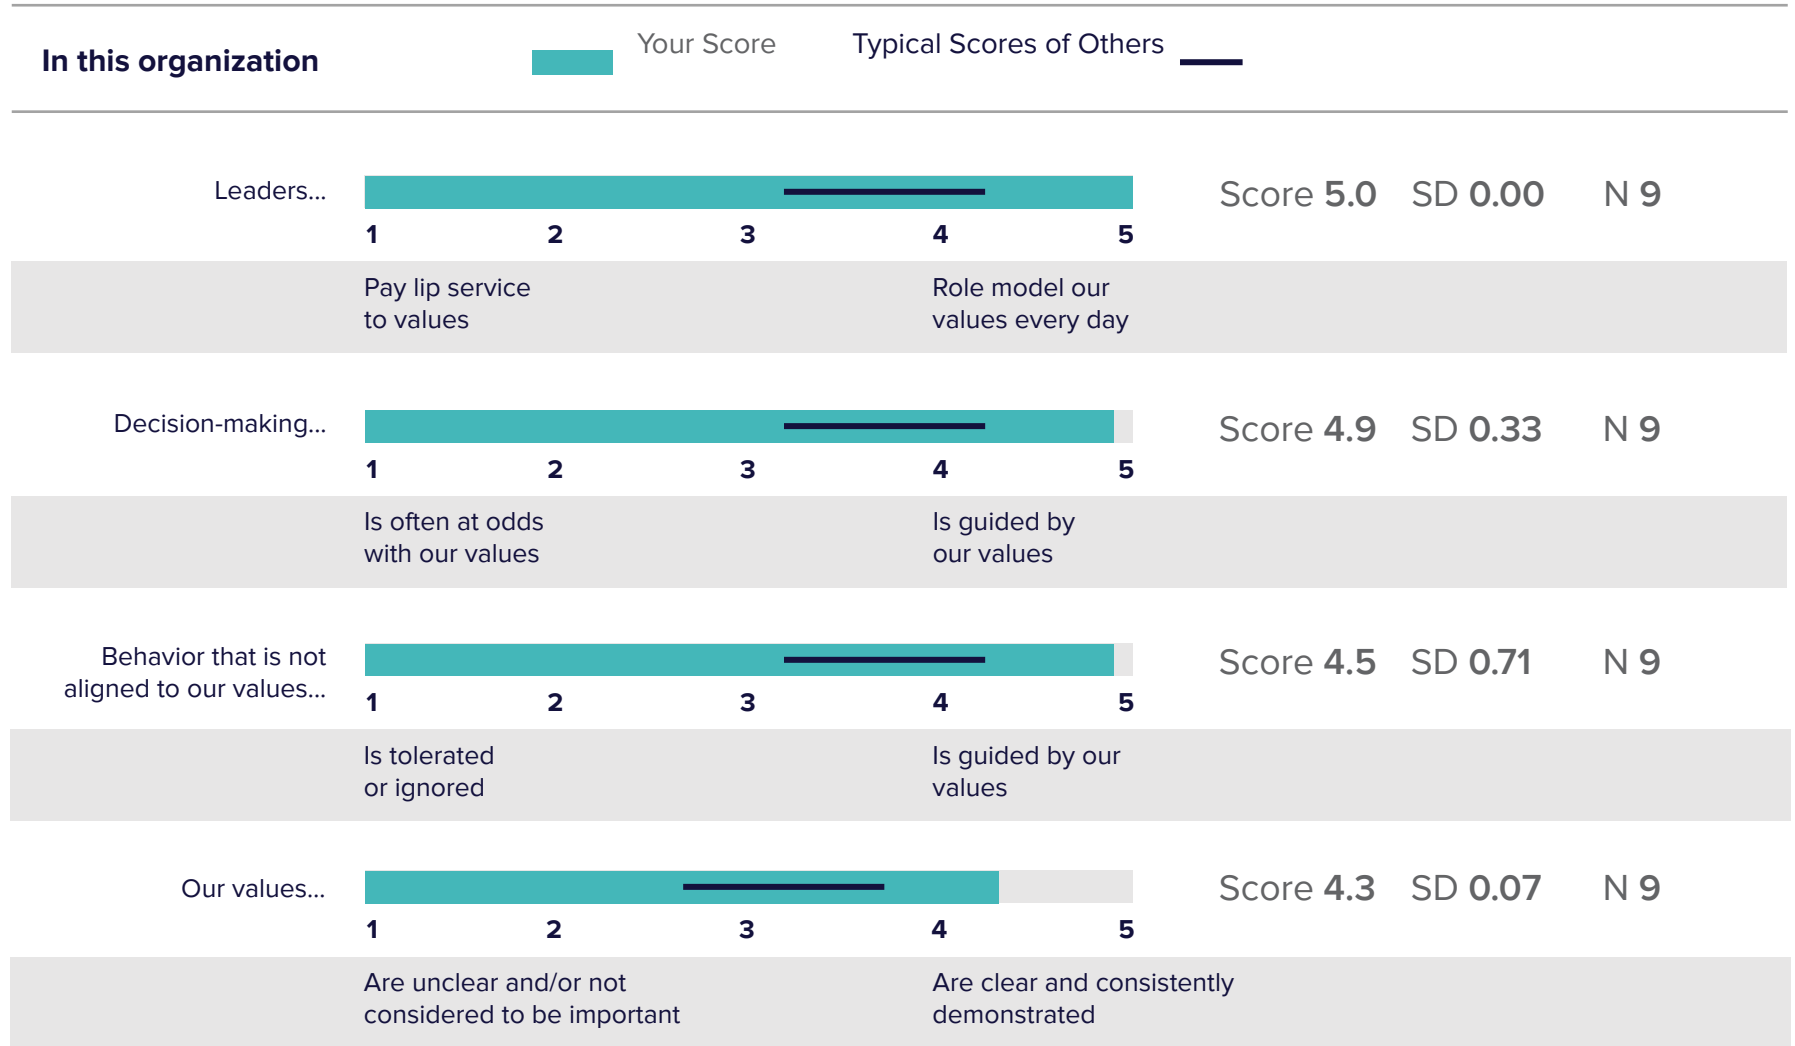 In this organization
Your Score
Typical Scores of Others
Leaders...
Score 5.0 SD 0.00 N 9
1 2 3 4 5
Pay lip service
to values
Role model our
values every day
Decision-making...
Score 4.9 SD 0.33 N 9
1 2 3 4 5
Is often at odds
with our values
Is guided by
our values
Behavior that is not
aligned to our values...
Score 4.5 SD 0.71 N 9
1 2 3 4 5
Is tolerated
or ignored
Is guided by our
values
Our values...
Score 4.3 SD 0.07 N 9
1 2 3 4 5
Are unclear and/or not
considered to be important
Are clear and consistently
demonstrated